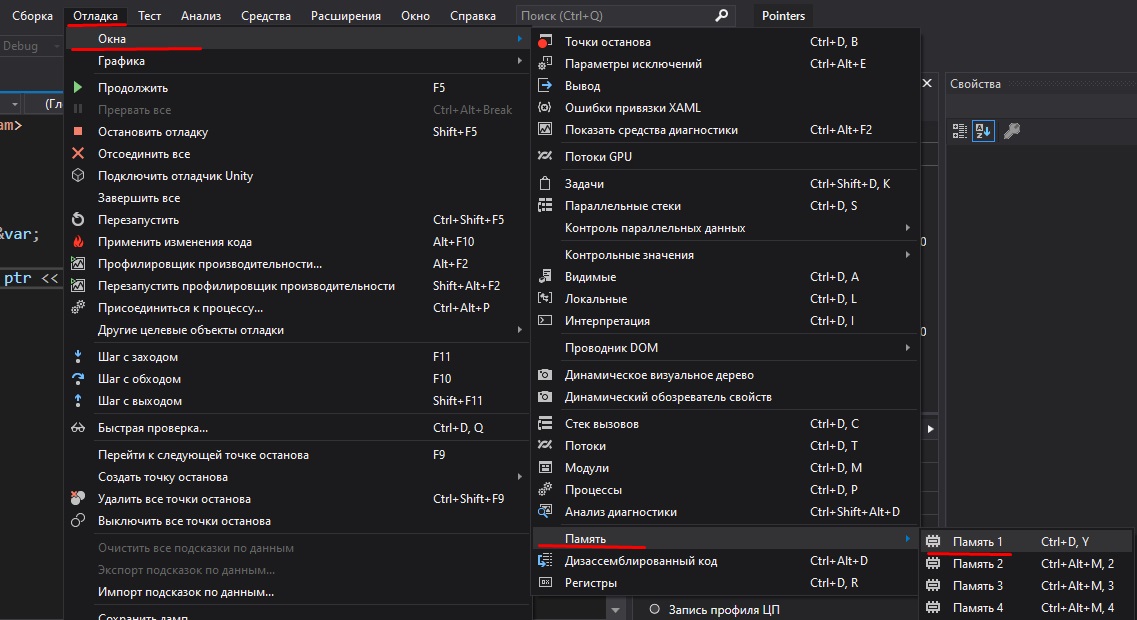 Сборка Отладка Тест Анализ Средства Расширения Окно Справка Поиск (Ctrl+Q) Pointers
Debug
(Гл
am>
&var;
ptr <<
Окна
Графика
Продолжить F5
Прервать все Ctrl+Alt+Break
Остановить отладку Shift+F5
Отсоединить все
Подключить отладчик Unity
Завершить все
Перезапустить Ctrl+Shift+F5
Применить изменения кода Alt+F10
Профилировщик производительности... Alt+F2
Перезапустить профилировщик производительности Shift+Alt+F2
Присоединиться к процессу... Ctrl+Alt+P
Другие целевые объекты отладки
Шаг с заходом F11
Шаг с обходом F10
Шаг с выходом Shift+F11
Быстрая проверка... Ctrl+D, Q
Перейти к следующей точке останова F9
Создать точку останова
Удалить все точки останова Ctrl+Shift+F9
Выключить все точки останова
Очистить все подсказки по данным
Экспорт подсказок по данным...
Импорт подсказок по данным...
Сохранить дамп
Точки останова Ctrl+D, B
Параметры исключений Ctrl+Alt+E
Вывод
Ошибки привязки XAML
Показать средства диагностики Ctrl+Alt+F2
Потоки GPU
Задачи Ctrl+Shift+D, K
Параллельные стеки Ctrl+D, S
Контроль параллельных данных
Контрольные значения
Видимые Ctrl+D, A
Локальные Ctrl+D, L
Интерпретация Ctrl+D, I
Проводник DOM
Динамическое визуальное дерево
Динамический обозреватель свойств
Стек вызовов Ctrl+D, C
Потоки Ctrl+D, T
Модули Ctrl+D, M
Процессы Ctrl+D, P
Анализ диагностики Ctrl+Shift+Alt+D
Память
Дизассемблированный код Ctrl+Alt+D
Регистры Ctrl+D, R
Запись профиля ЦП
Свойства
0
0
Память 1 Ctrl+D, Y
Память 2 Ctrl+Alt+M, 2
Память 3 Ctrl+Alt+M, 3
Память 4 Ctrl+Alt+M, 4